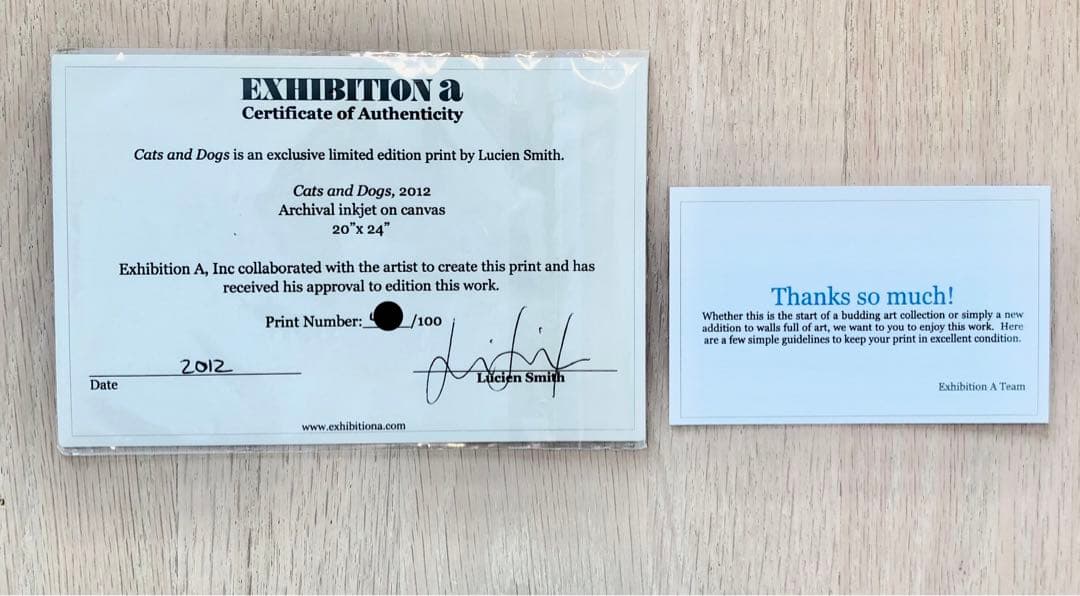 EXHIBITION a
Certificate of Authenticity
Cats and Dogs is an exclusive limited edition print by Lucien Smith.
Cats and Dogs, 2012
Archival inkjet on canvas
20"x 24"
Exhibition A, Inc collaborated with the artist to create this print and has
received his approval to edition this work.
Print Number: /100
2012
Date
Lucien Smith
www.exhibitiona.com
Thanks so much!
Whether this is the start of a budding art collection or simply a new
addition to walls full of art, we want to you to enjoy this work. Here
are a few simple guidelines to keep your print in excellent condition.
Exhibition A Team